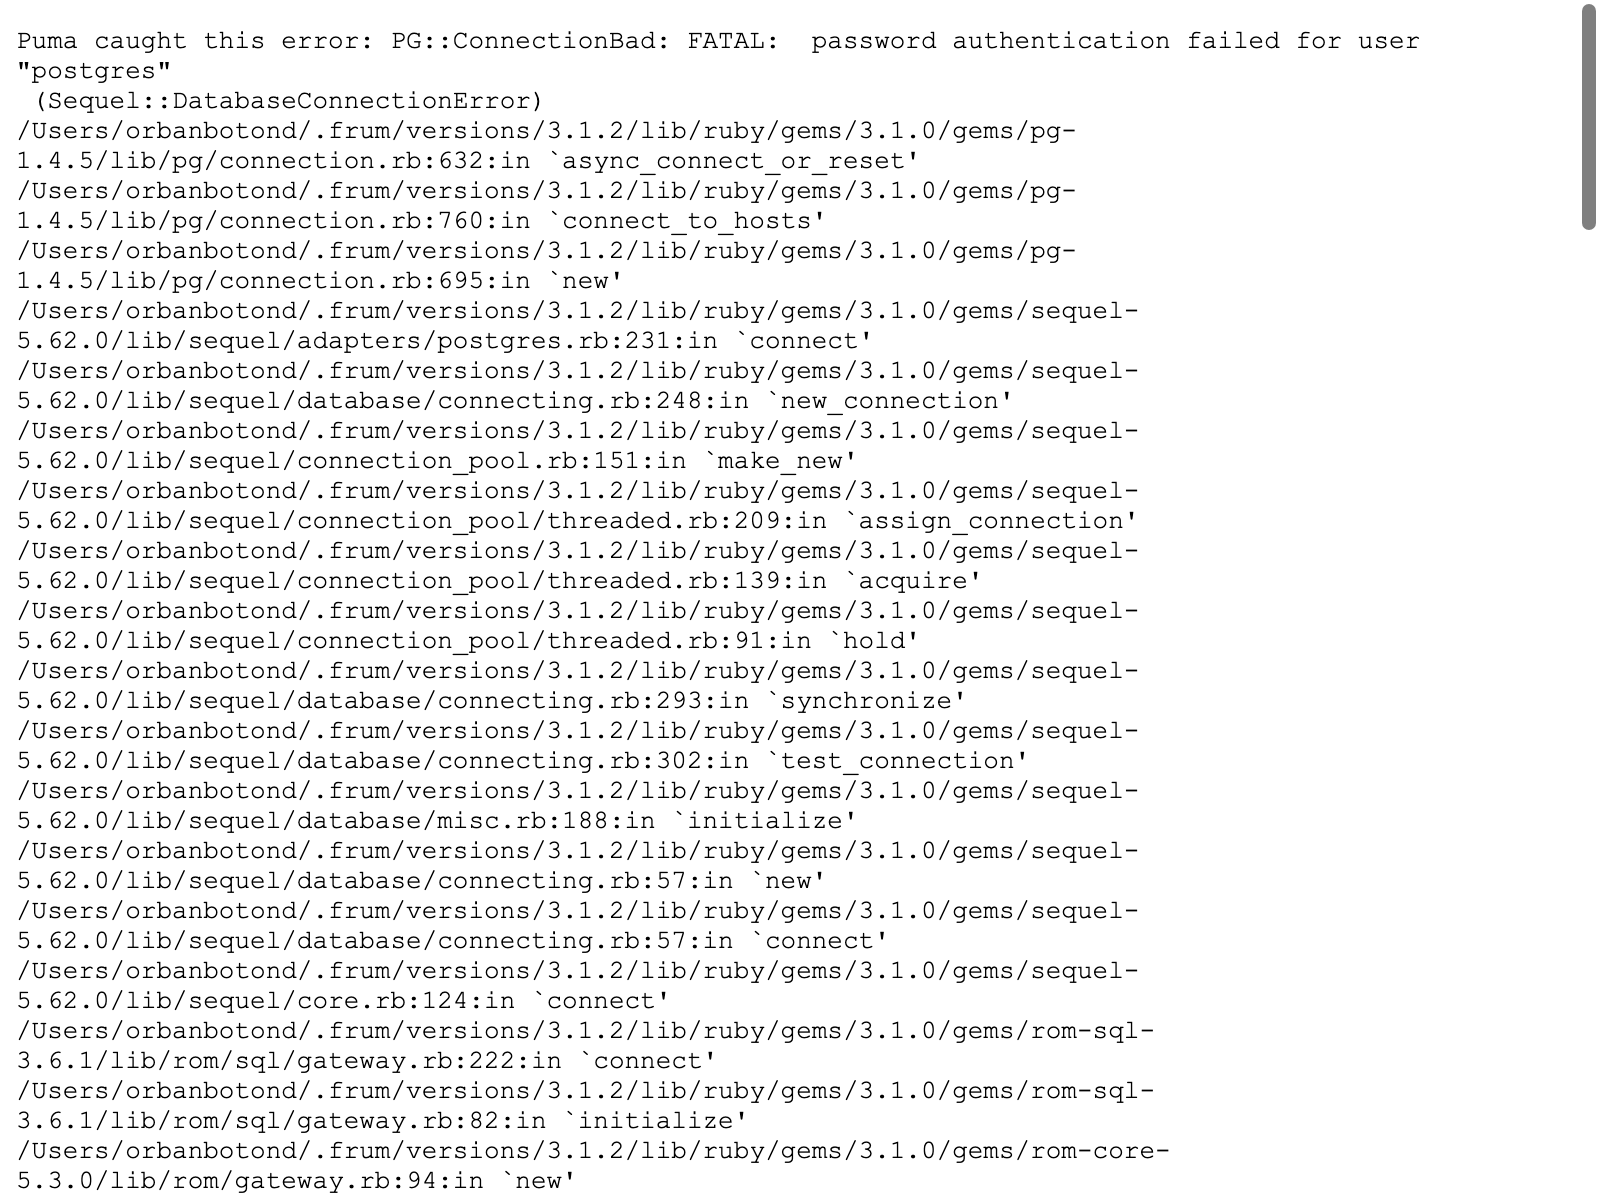 Puma caught this error: PG::ConnectionBad: FATAL:  password authentication failed for user
"postgres"
 (Sequel::DatabaseConnectionError)
/Users/orbanbotond/.frum/versions/3.1.2/lib/ruby/gems/3.1.0/gems/pg-
1.4.5/lib/pg/connection.rb:632:in `async_connect_or_reset'
/Users/orbanbotond/.frum/versions/3.1.2/lib/ruby/gems/3.1.0/gems/pg-
1.4.5/lib/pg/connection.rb:760:in `connect_to_hosts'
/Users/orbanbotond/.frum/versions/3.1.2/lib/ruby/gems/3.1.0/gems/pg-
1.4.5/lib/pg/connection.rb:695:in `new'
/Users/orbanbotond/.frum/versions/3.1.2/lib/ruby/gems/3.1.0/gems/sequel-
5.62.0/lib/sequel/adapters/postgres.rb:231:in `connect'
/Users/orbanbotond/.frum/versions/3.1.2/lib/ruby/gems/3.1.0/gems/sequel-
5.62.0/lib/sequel/database/connecting.rb:248:in `new_connection'
/Users/orbanbotond/.frum/versions/3.1.2/lib/ruby/gems/3.1.0/gems/sequel-
5.62.0/lib/sequel/connection_pool.rb:151:in `make_new'
/Users/orbanbotond/.frum/versions/3.1.2/lib/ruby/gems/3.1.0/gems/sequel-
5.62.0/lib/sequel/connection_pool/threaded.rb:209:in `assign_connection'
/Users/orbanbotond/.frum/versions/3.1.2/lib/ruby/gems/3.1.0/gems/sequel-
5.62.0/lib/sequel/connection_pool/threaded.rb:139:in `acquire'
/Users/orbanbotond/.frum/versions/3.1.2/lib/ruby/gems/3.1.0/gems/sequel-
5.62.0/lib/sequel/connection_pool/threaded.rb:91:in `hold'
/Users/orbanbotond/.frum/versions/3.1.2/lib/ruby/gems/3.1.0/gems/sequel-
5.62.0/lib/sequel/database/connecting.rb:293:in `synchronize'
/Users/orbanbotond/.frum/versions/3.1.2/lib/ruby/gems/3.1.0/gems/sequel-
5.62.0/lib/sequel/database/connecting.rb:302:in `test_connection'
/Users/orbanbotond/.frum/versions/3.1.2/lib/ruby/gems/3.1.0/gems/sequel-
5.62.0/lib/sequel/database/misc.rb:188:in `initialize'
/Users/orbanbotond/.frum/versions/3.1.2/lib/ruby/gems/3.1.0/gems/sequel-
5.62.0/lib/sequel/database/connecting.rb:57:in `new'
/Users/orbanbotond/.frum/versions/3.1.2/lib/ruby/gems/3.1.0/gems/sequel-
5.62.0/lib/sequel/database/connecting.rb:57:in `connect'
/Users/orbanbotond/.frum/versions/3.1.2/lib/ruby/gems/3.1.0/gems/sequel-
5.62.0/lib/sequel/core.rb:124:in `connect'
/Users/orbanbotond/.frum/versions/3.1.2/lib/ruby/gems/3.1.0/gems/rom-sql-
3.6.1/lib/rom/sql/gateway.rb:222:in `connect'
/Users/orbanbotond/.frum/versions/3.1.2/lib/ruby/gems/3.1.0/gems/rom-sql-
3.6.1/lib/rom/sql/gateway.rb:82:in `initialize'
/Users/orbanbotond/.frum/versions/3.1.2/lib/ruby/gems/3.1.0/gems/rom-core-
5.3.0/lib/rom/gateway.rb:94:in `new'